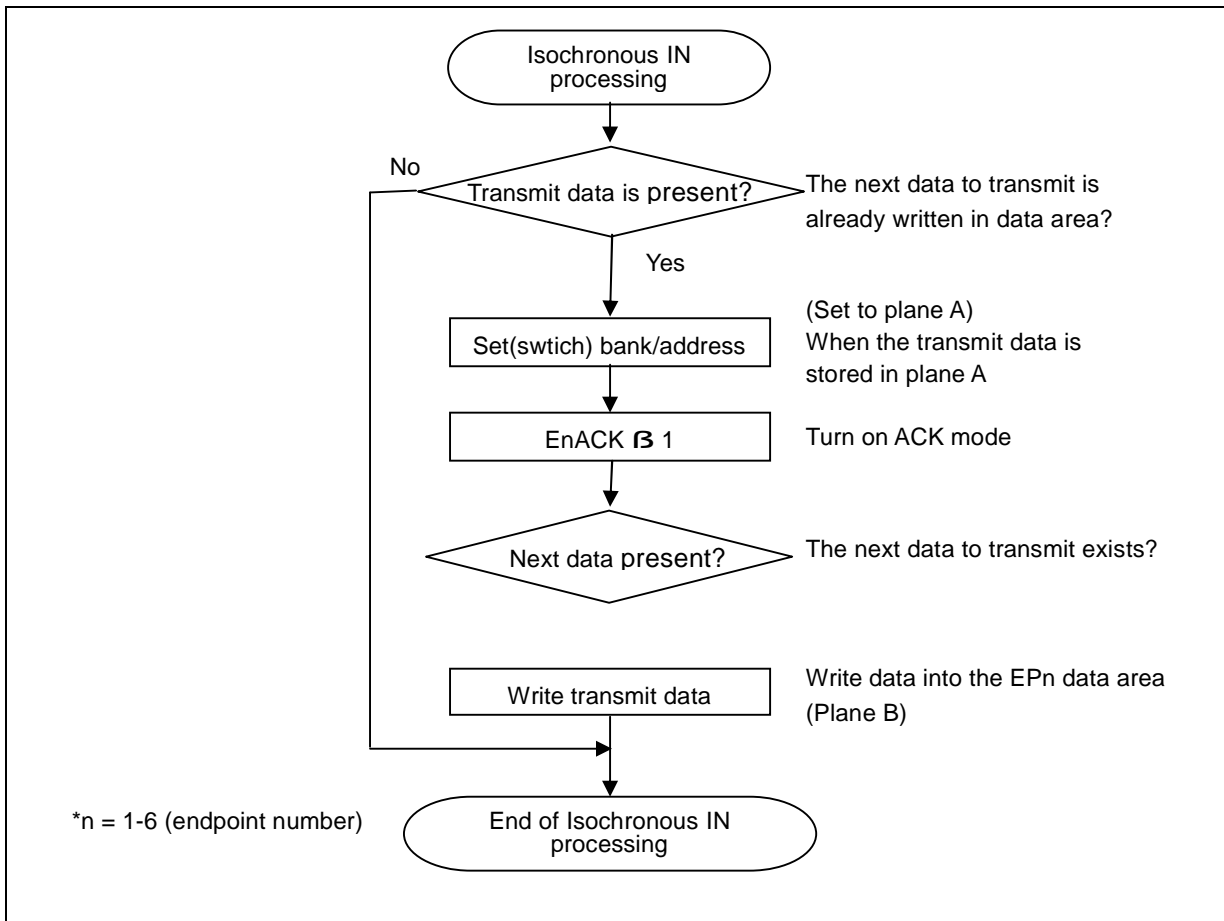 Isochronous IN
processing
No
Transmit data is present?
The next data to transmit is
already written in data area?
Yes
(Set to plane A)
Set(swtich) bank/address
When the transmit data is
stored in plane A
EnACK ß 1
Turn on ACK mode
Next data present?
The next data to transmit exists?
Write transmit data
Write data into the EPn data area
(Plane B)
*n = 1-6 (endpoint number)
End of Isochronous IN
processing